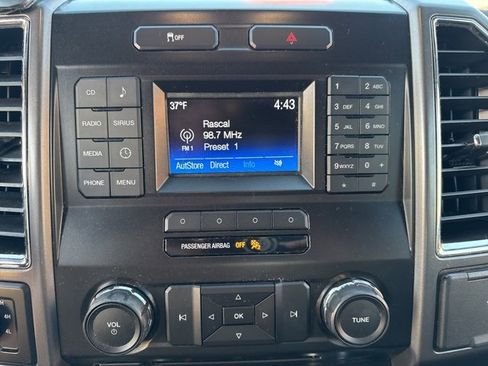 OFF
CD
RADIO SIRIUS
MEDIA
PHONE MENU
37°F 4:43
Rascal
98.7 MHz
FM 1 Preset 1
AutoStore Direct Info
1 2 ABC
3 DEF 4 GHI
5 JKL 6 MNO
7 PQRS 8 TUV
9 WXYZ 0 +
* #
PASSENGER AIRBAG OFF
VOL
OK
TUNE
4H
4L